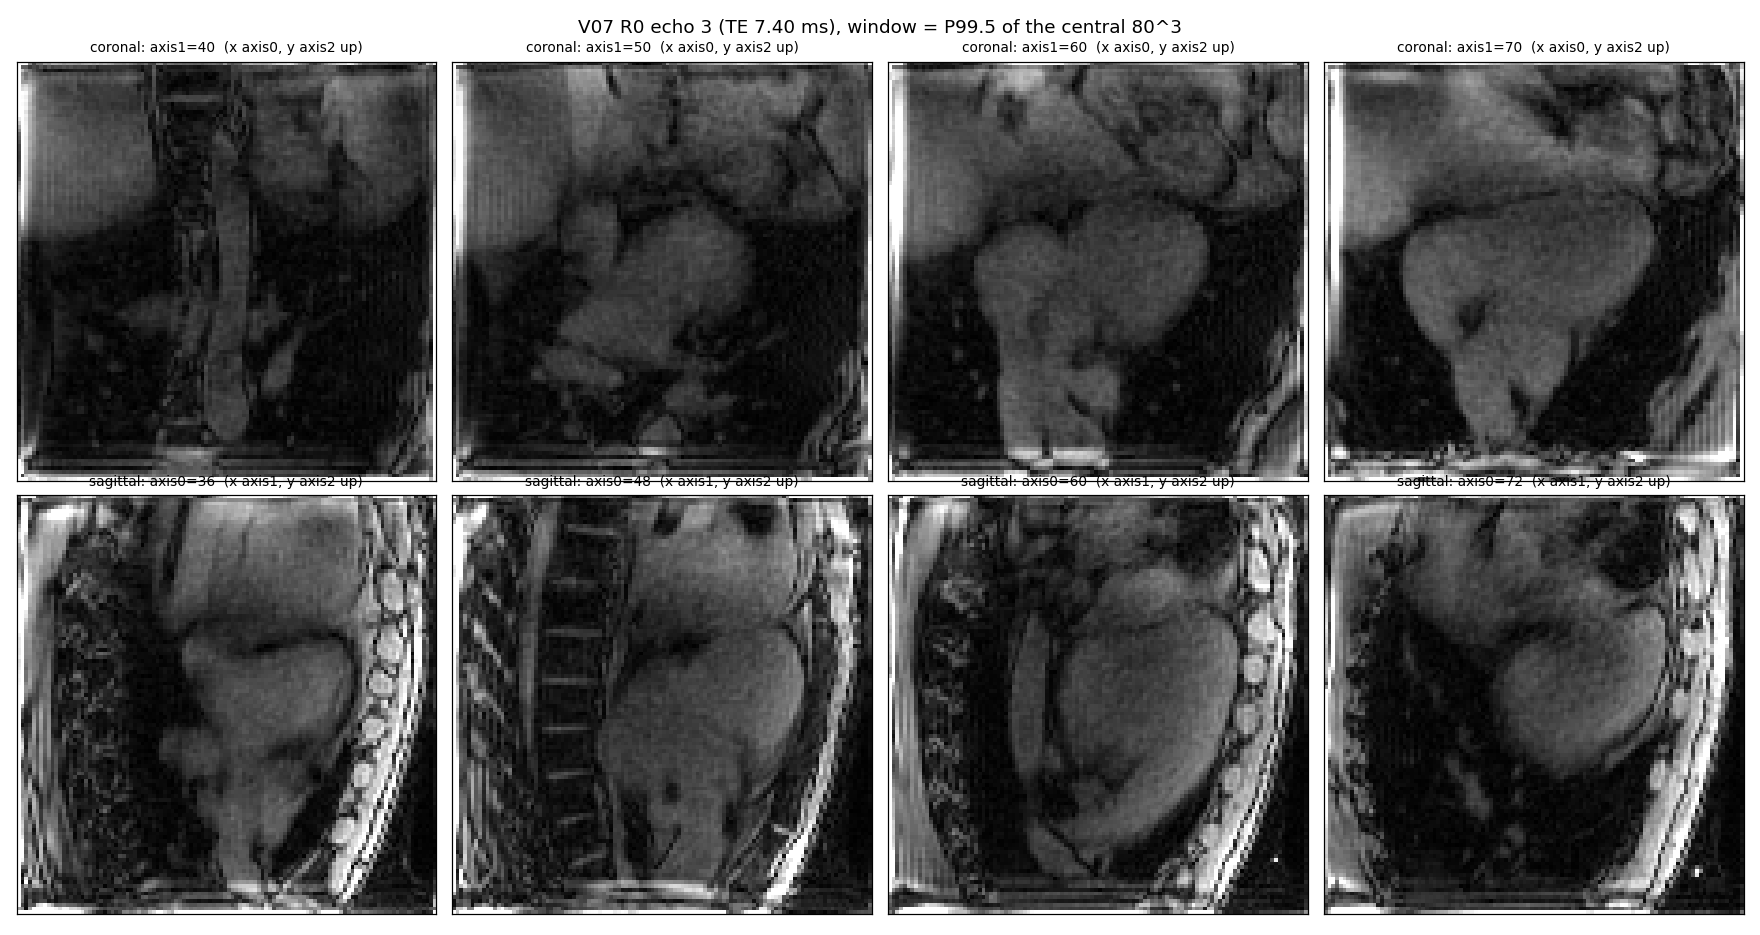 V07 R0 echo 3 (TE 7.40 ms), window = P99.5 of the central 80^3
coronal: axis1=40  (x axis0, y axis2 up)
coronal: axis1=50  (x axis0, y axis2 up)
coronal: axis1=60  (x axis0, y axis2 up)
coronal: axis1=70  (x axis0, y axis2 up)
sagittal: axis0=36  (x axis1, y axis2 up)
sagittal: axis0=48  (x axis1, y axis2 up)
sagittal: axis0=60  (x axis1, y axis2 up)
sagittal: axis0=72  (x axis1, y axis2 up)